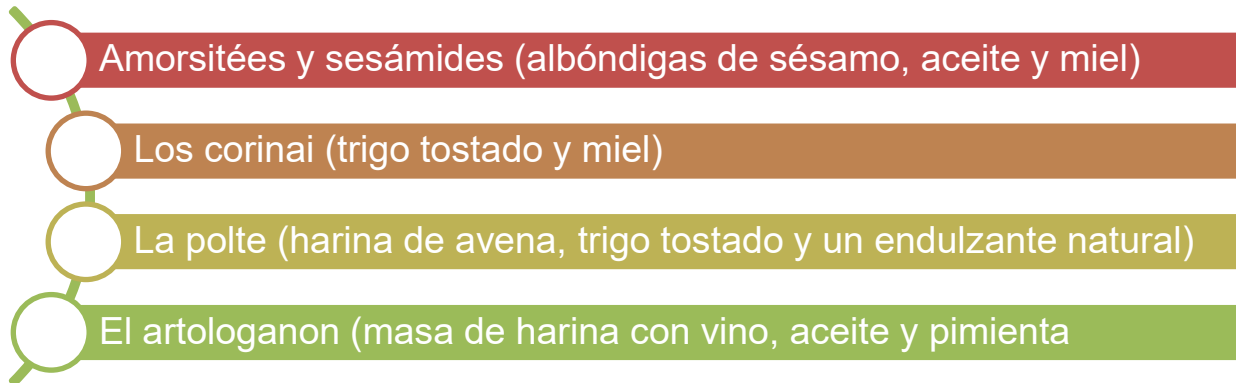 Amorsitées y sesámides (albóndigas de sésamo, aceite y miel)
Los corinai (trigo tostado y miel)
La polte (harina de avena, trigo tostado y un endulzante natural)
El artologanon (masa de harina con vino, aceite y pimienta